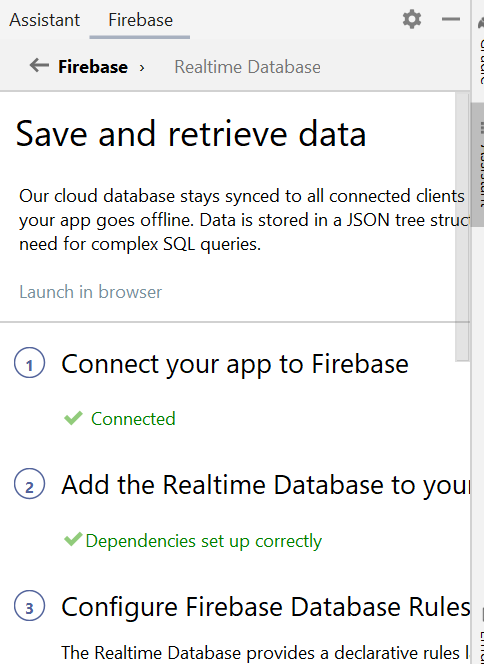 Assistant Firebase
Firebase › Realtime Database
Save and retrieve data
Our cloud database stays synced to all connected clients
your app goes offline. Data is stored in a JSON tree struc
need for complex SQL queries.
Launch in browser
1 Connect your app to Firebase
Connected
2 Add the Realtime Database to your
Dependencies set up correctly
3 Configure Firebase Database Rules
The Realtime Database provides a declarative rules l
Assistant